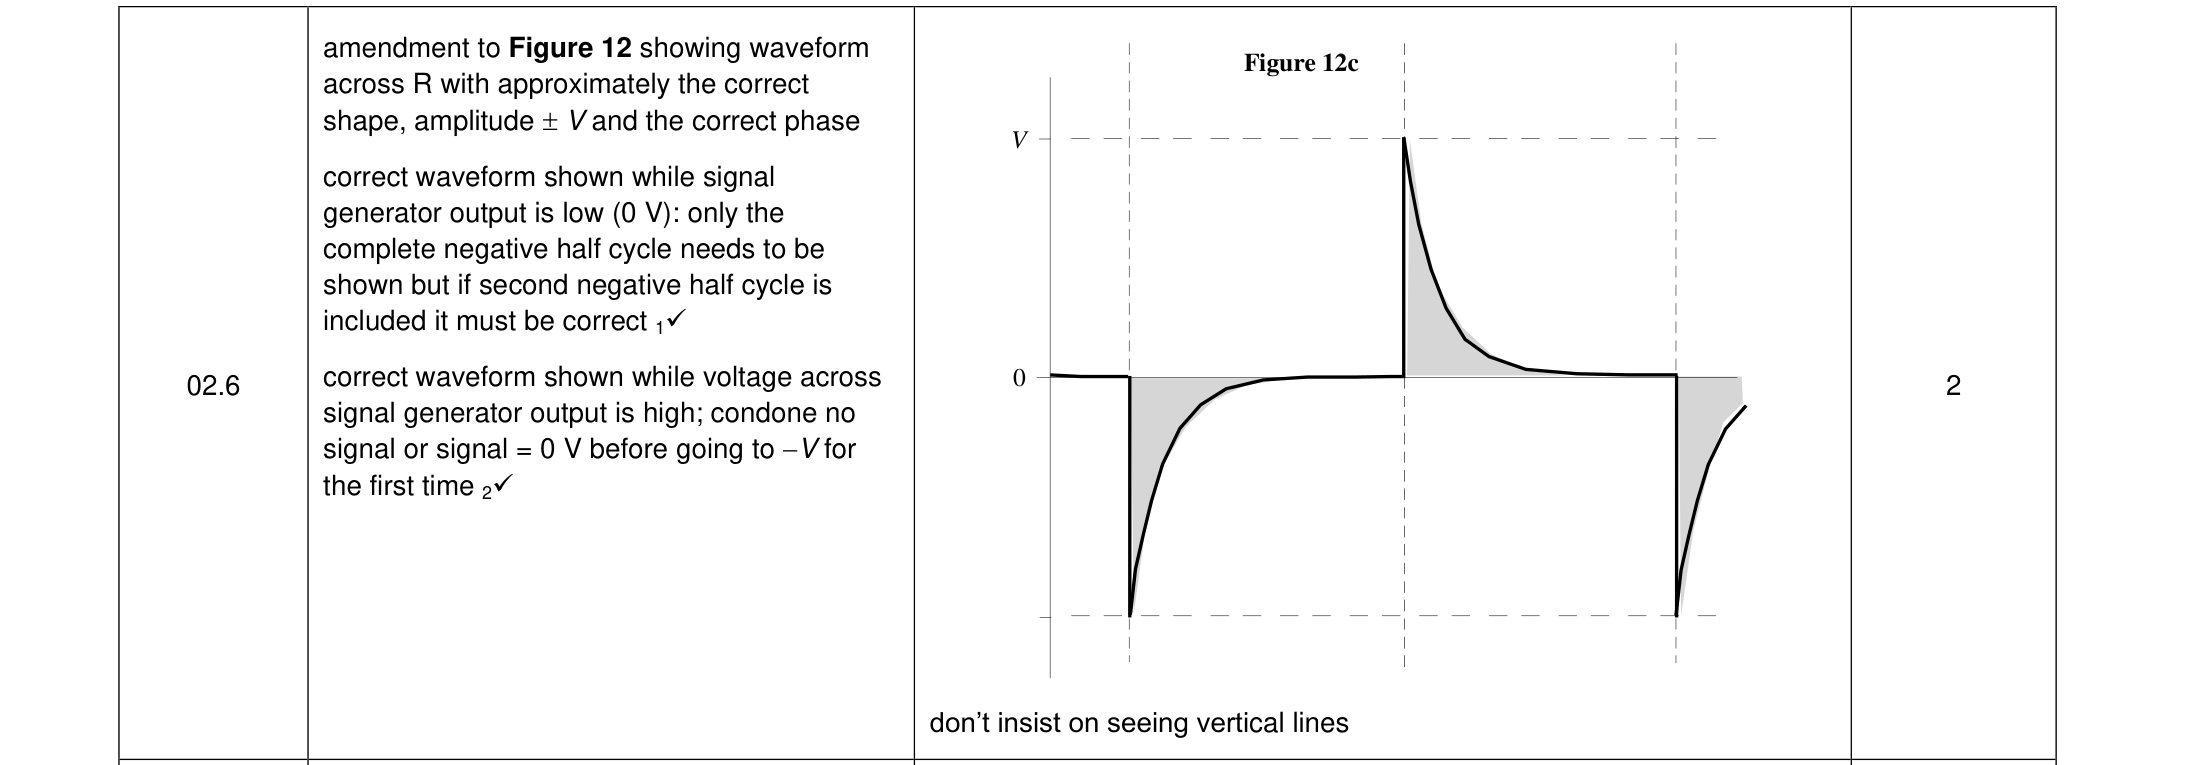 02.6
amendment to Figure 12 showing waveform
across R with approximately the correct
shape, amplitude ± V and the correct phase
correct waveform shown while signal
generator output is low (0 V): only the
complete negative half cycle needs to be
shown but if second negative half cycle is
included it must be correct 1✓
correct waveform shown while voltage across
signal generator output is high; condone no
signal or signal = 0 V before going to −V for
the first time 2✓
Figure 12c
V
0
don’t insist on seeing vertical lines
2